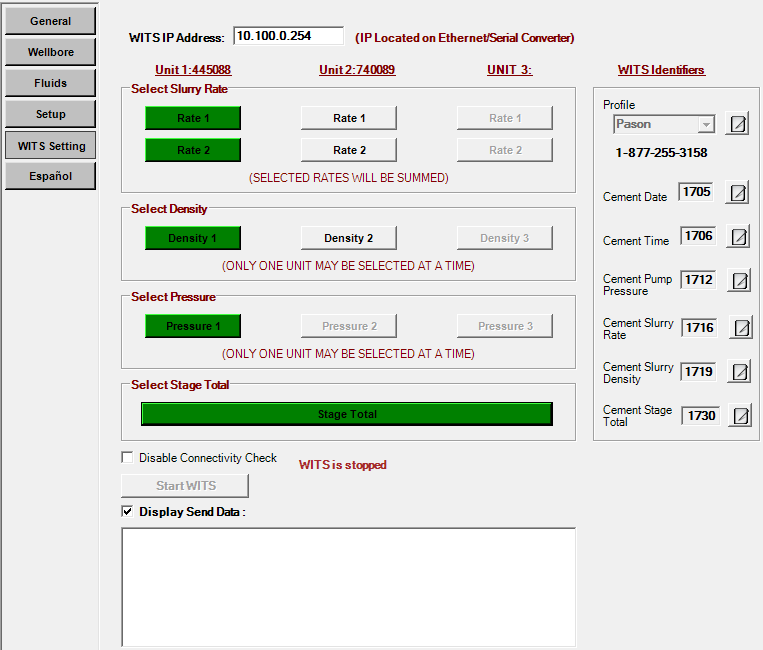 General
Wellbore
Fluids
Setup
WITS Setting
Español
WITS IP Address: 10.100.0.254 (IP Located on Ethernet/Serial Converter)
Unit 1:445088 Unit 2:740089 UNIT 3:
Select Slurry Rate
Rate 1 Rate 1 Rate 1
Rate 2 Rate 2 Rate 2
(SELECTED RATES WILL BE SUMMED)
Select Density
Density 1 Density 2 Density 3
(ONLY ONE UNIT MAY BE SELECTED AT A TIME)
Select Pressure
Pressure 1 Pressure 2 Pressure 3
(ONLY ONE UNIT MAY BE SELECTED AT A TIME)
Select Stage Total
Stage Total
Disable Connectivity Check WITS is stopped
Start WITS
Display Send Data :
WITS Identifiers
Profile
Pason
1-877-255-3158
Cement Date 1705
Cement Time 1706
Cement Pump
Pressure 1712
Cement Slurry
Rate 1716
Cement Slurry
Density 1719
Cement Stage
Total 1730